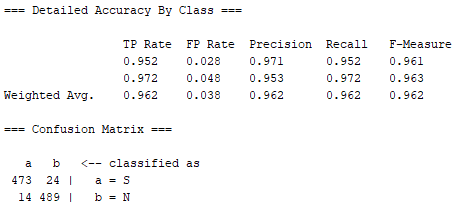 === Detailed Accuracy By Class ===
TP Rate FP Rate Precision Recall F-Measure
0.952 0.028 0.971 0.952 0.961
0.972 0.048 0.953 0.972 0.963
Weighted Avg. 0.962 0.038 0.962 0.962 0.962
=== Confusion Matrix ===
a b <-- classified as
473 24 | a = S
14 489 | b = N